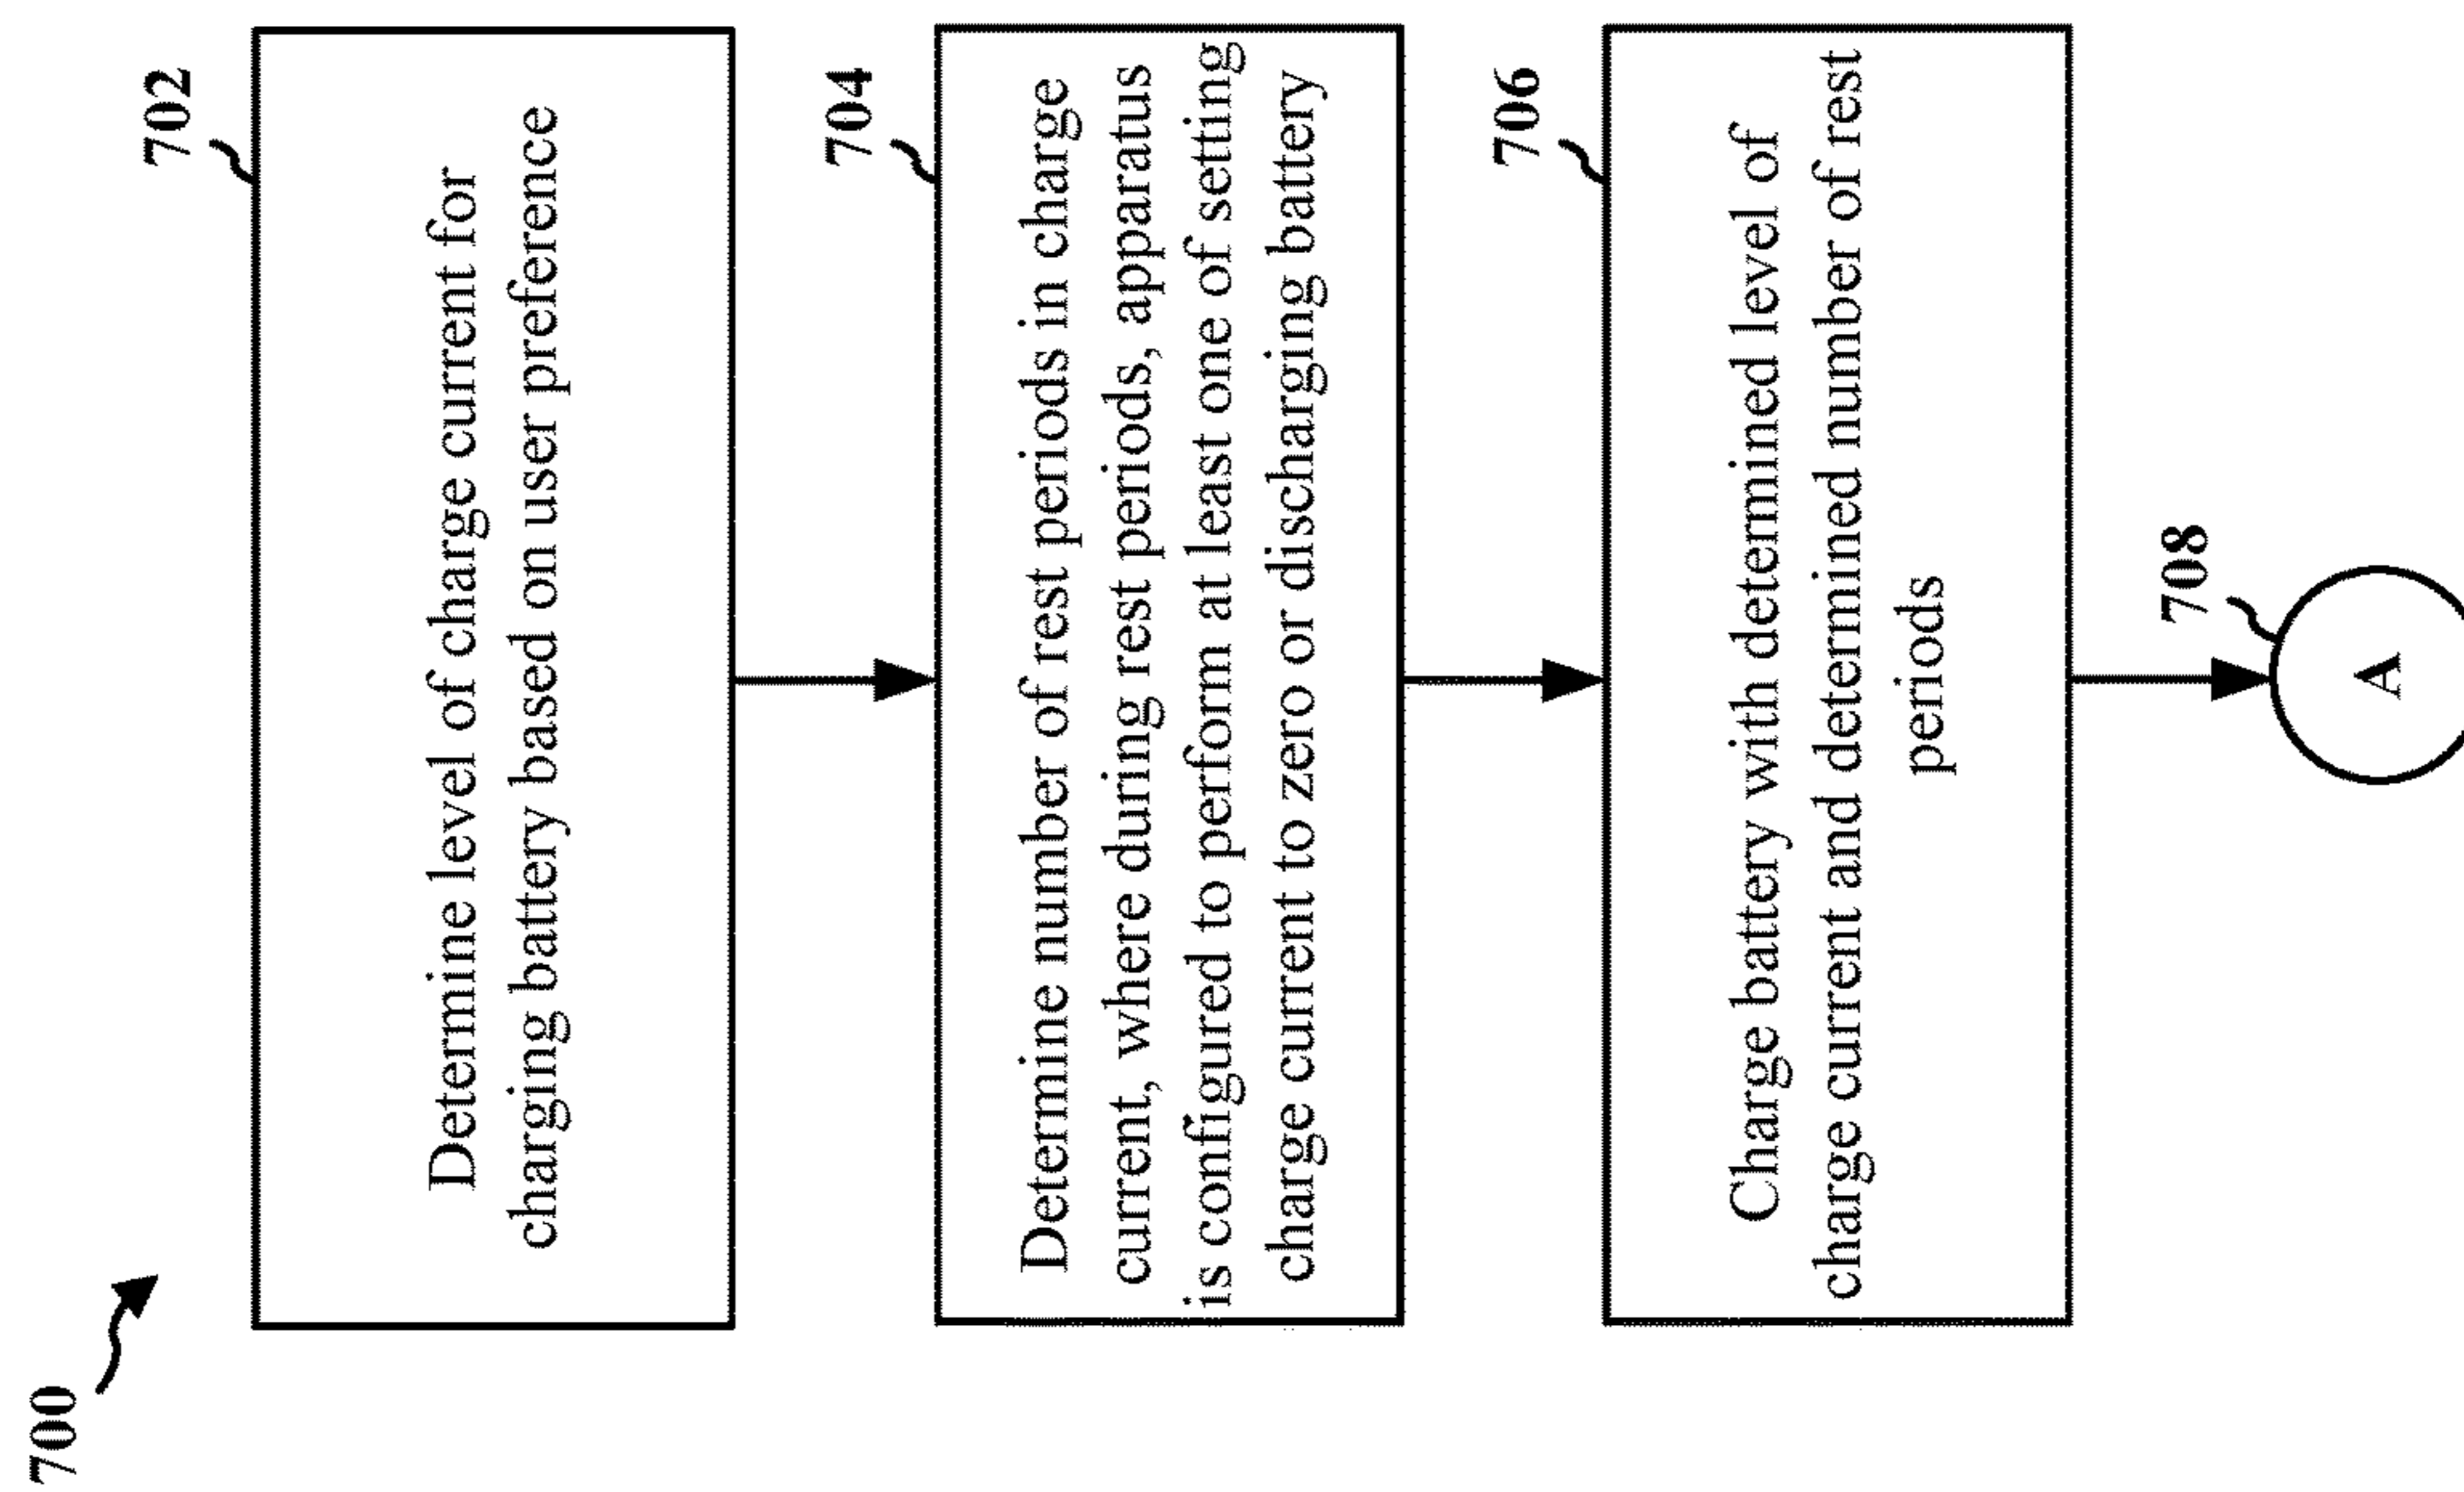 700
702
Determine level of charge current for
charging battery based on user preference
704
Determine number of rest periods in charge
current, where during rest periods, apparatus
is configured to perform at least one of setting
charge current to zero or discharging battery
706
Charge battery with determined level of
charge current and determined number of rest
periods
708
A